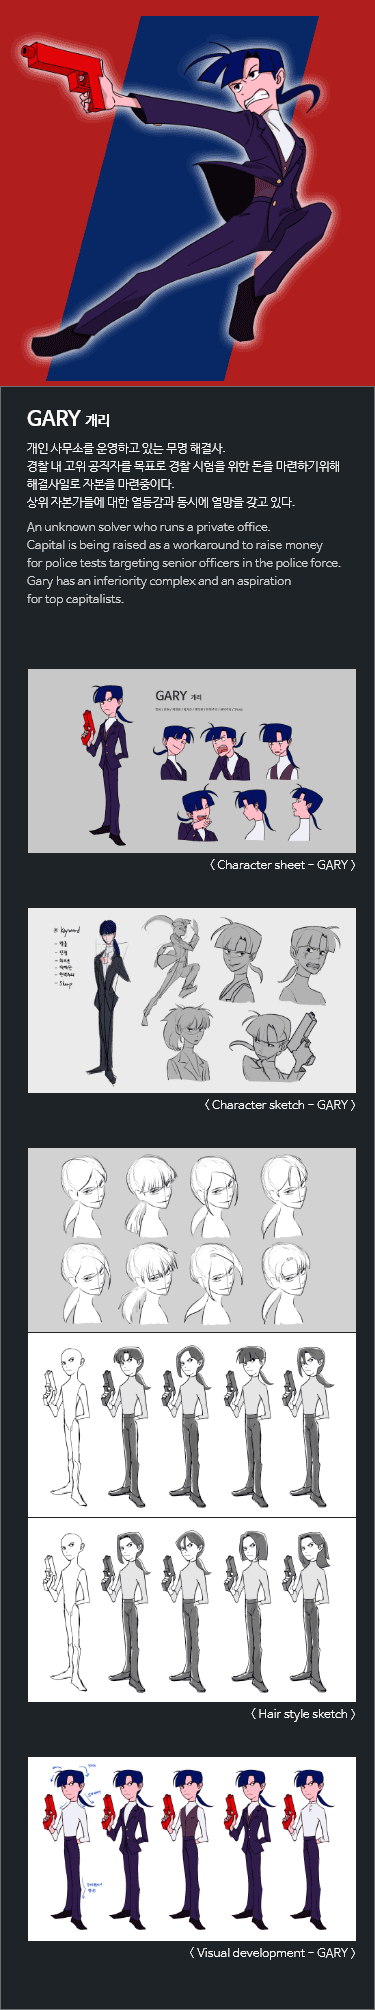 GARY 개리
개인 사무소를 운영하고 있는 무명 해결사.
경찰 내 고위 공직자를 목표로 경찰 시험을 위한 돈을 마련하기위해
해결사일로 자본을 마련중이다.
상위 자본가들에 대한 열등감과 동시에 열망을 갖고 있다.
An unknown solver who runs a private office.
Capital is being raised as a workaround to raise money
for police tests targeting senior officers in the police force.
Gary has an inferiority complex and an aspiration
for top capitalists.
GARY 개리
〈 Character sheet - GARY 〉
※ keyword
- Sharp
〈 Character sketch - GARY 〉
〈 Hair style sketch 〉
〈 Visual development - GARY 〉